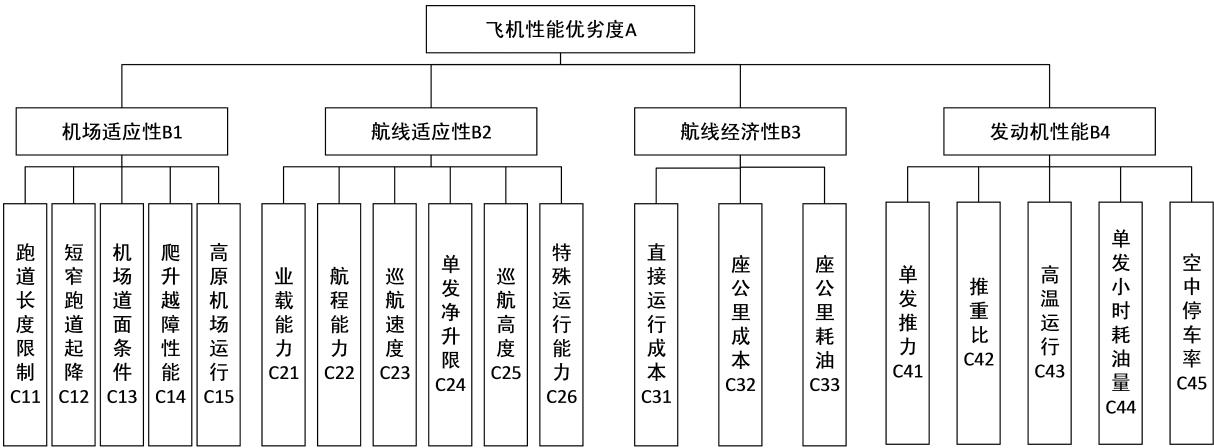 飞机性能优劣度A
机场适应性B1
航线适应性B2
航线经济性B3
发动机性能B4
跑道长度限制C11
短窄跑道起降C12
机场道面条件C13
爬升越障性能C14
高原机场运行C15
业载能力C21
航程能力C22
巡航速度C23
单发净升限C24
巡航高度C25
特殊运行能力C26
直接运行成本C31
座公里成本C32
座公里耗油C33
单发推力C41
推重比C42
高温运行C43
单发小时耗油量C44
空中停车率C45